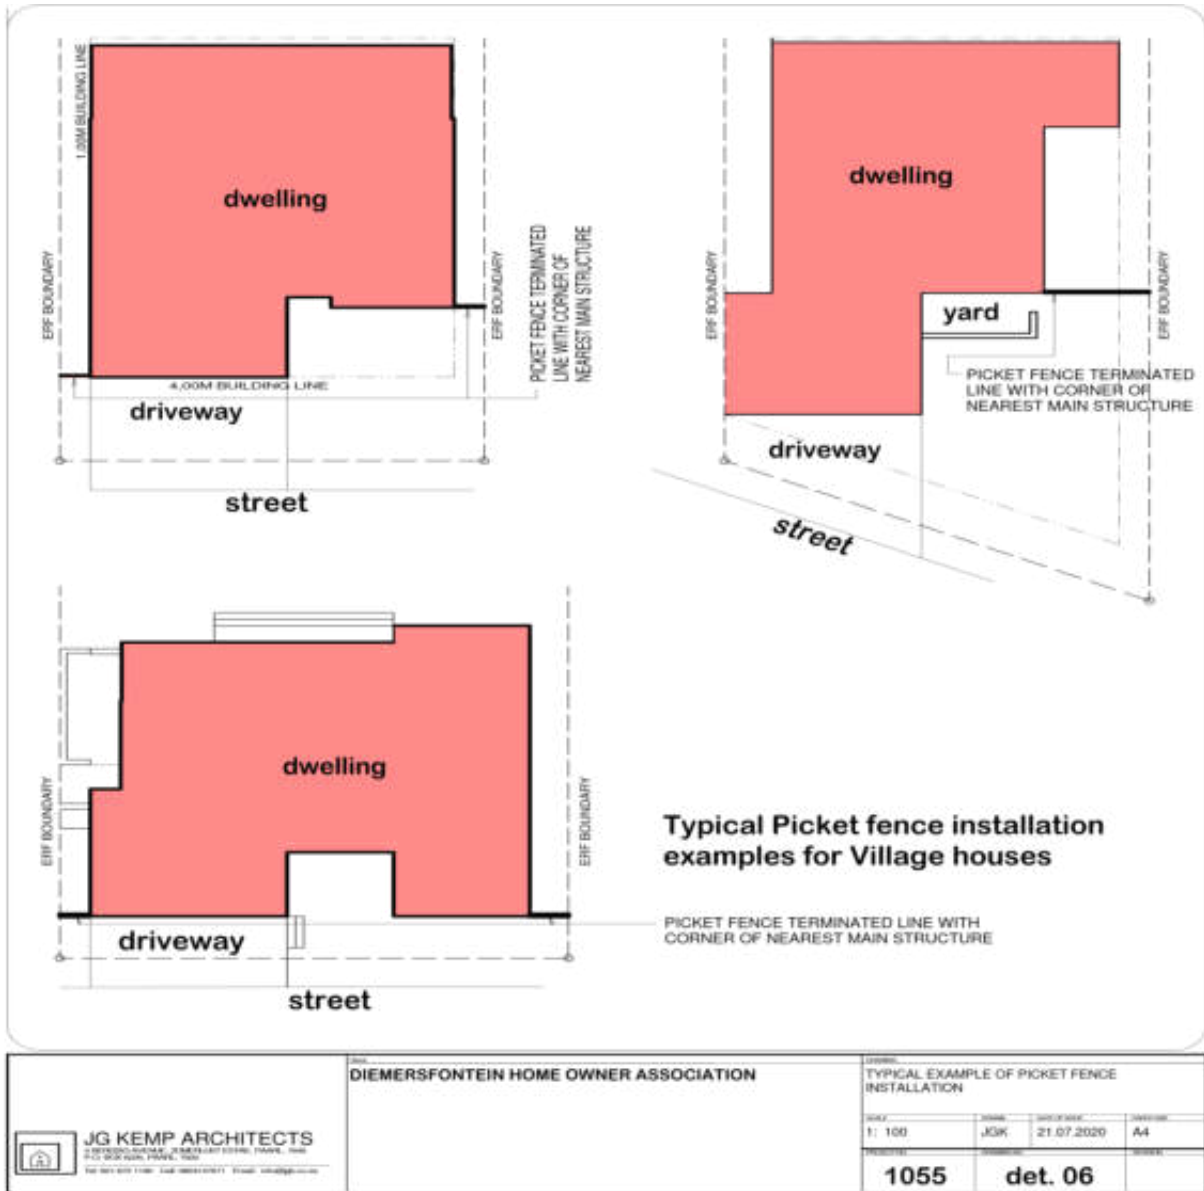 1.00M BUILDING LINE
dwelling
ERF BOUNDARY
PICKET FENCE TERMINATED
LINE WITH CORNER OF
NEAREST MAIN STRUCTURE
ERF BOUNDARY
4.00M BUILDING LINE
driveway
street
dwelling
ERF BOUNDARY
yard
ERF BOUNDARY
PICKET FENCE TERMINATED
LINE WITH CORNER OF
NEAREST MAIN STRUCTURE
driveway
street
dwelling
ERF BOUNDARY
ERF BOUNDARY
driveway
street
Typical Picket fence installation
examples for Village houses
PICKET FENCE TERMINATED LINE WITH
CORNER OF NEAREST MAIN STRUCTURE
JG KEMP ARCHITECTS
DIEMERSFONTEIN HOME OWNER ASSOCIATION
TYPICAL EXAMPLE OF PICKET FENCE
INSTALLATION
1: 100 JGK 21.07.2020 A4
1055 det. 06